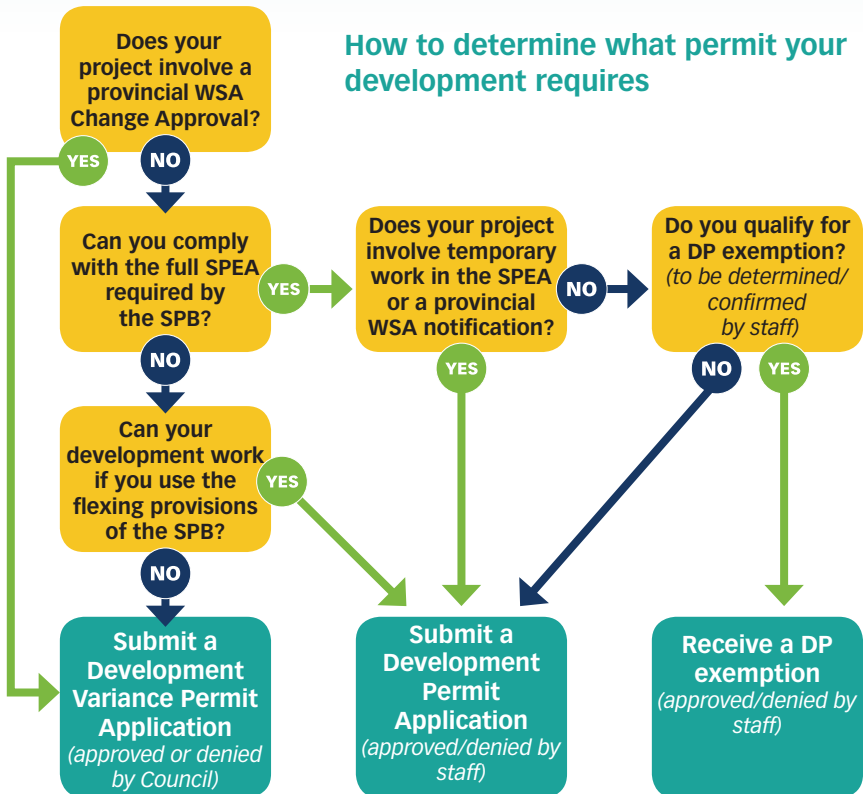 How to determine what permit your
development requires
Does your
project involve a
provincial WSA
Change Approval?
YES
NO
Can you comply
with the full SPEA
required by
the SPB?
YES
NO
Does your project
involve temporary
work in the SPEA
or a provincial
WSA notification?
NO
YES
Do you qualify for
a DP exemption?
(to be determined/
confirmed
by staff)
NO
YES
Can your
development work
if you use the
flexing provisions
of the SPB?
YES
NO
Submit a
Development
Variance Permit
Application
(approved or denied
by Council)
Submit a
Development
Permit
Application
(approved/denied by
staff)
Receive a DP
exemption
(approved/denied by
staff)